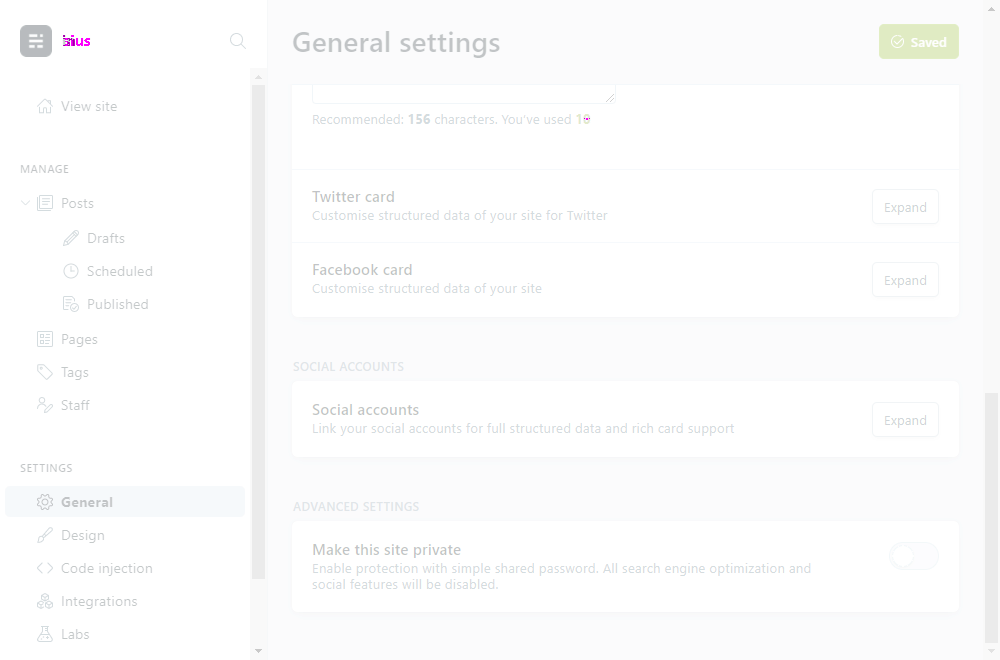 General settings
Saved
View site
MANAGE
Posts
Drafts
Scheduled
Published
Pages
Tags
Staff
SETTINGS
General
Design
Code injection
Integrations
Labs
Recommended: 156 characters. You've used
Twitter card
Customise structured data of your site for Twitter
Expand
Facebook card
Customise structured data of your site
Expand
SOCIAL ACCOUNTS
Social accounts
Link your social accounts for full structured data and rich card support
Expand
ADVANCED SETTINGS
Make this site private
Enable protection with simple shared password. All search engine optimization and
social features will be disabled.